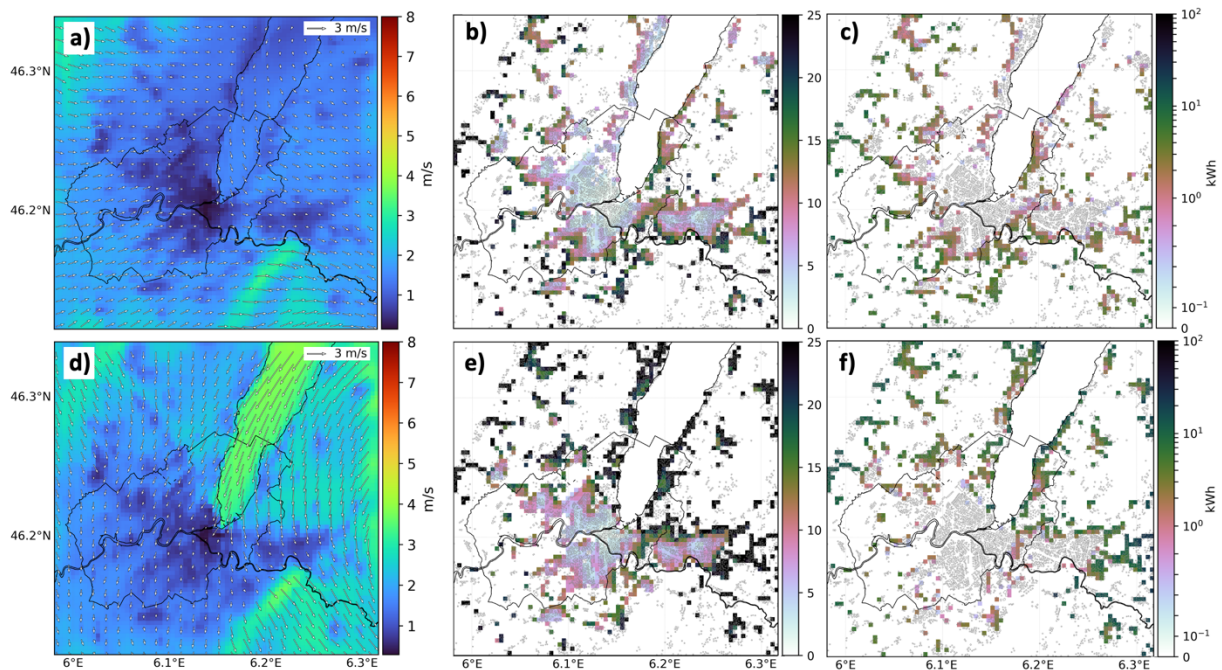 a)
3 m/s
46.3°N
46.2°N
8
7
6
5
4
3
2
1
m/s
b)
25
20
15
10
5
0
c)
10²
10¹
10⁰
10⁻¹
0
kWh
d)
3 m/s
46.3°N
46.2°N
6°E
6.1°E
6.2°E
6.3°E
8
7
6
5
4
3
2
1
m/s
e)
25
20
15
10
5
0
6°E
6.1°E
6.2°E
6.3°E
f)
10²
10¹
10⁰
10⁻¹
0
kWh
6°E
6.1°E
6.2°E
6.3°E